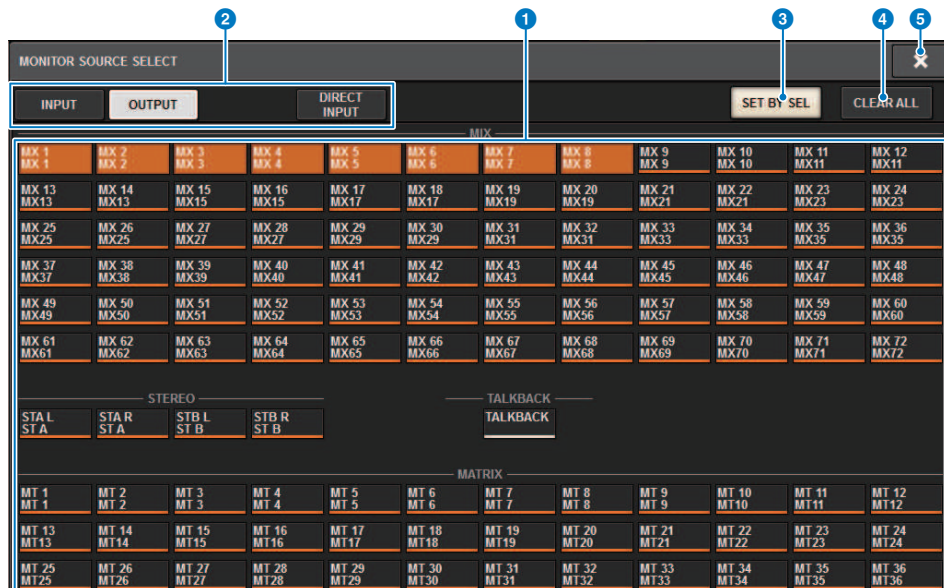 2 1 3 4 5
MONITOR SOURCE SELECT ×
INPUT OUTPUT DIRECT INPUT SET BY SEL CLEAR ALL
MIX
MX 1 MX 2 MX 3 MX 4 MX 5 MX 6 MX 7 MX 8 MX 9 MX 10 MX 11 MX 12
MX 1 MX 2 MX 3 MX 4 MX 5 MX 6 MX 7 MX 8 MX 9 MX 10 MX11 MX11
MX 13 MX 14 MX 15 MX 16 MX 17 MX 18 MX 19 MX 20 MX 21 MX 22 MX 23 MX 24
MX13 MX13 MX15 MX15 MX17 MX17 MX19 MX19 MX21 MX21 MX23 MX23
MX 25 MX 26 MX 27 MX 28 MX 29 MX 30 MX 31 MX 32 MX 33 MX 34 MX 35 MX 36
MX25 MX25 MX27 MX27 MX29 MX29 MX31 MX31 MX33 MX33 MX35 MX35
MX 37 MX 38 MX 39 MX 40 MX 41 MX 42 MX 43 MX 44 MX 45 MX 46 MX 47 MX 48
MX37 MX38 MX39 MX40 MX41 MX42 MX43 MX44 MX45 MX46 MX47 MX48
MX 49 MX 50 MX 51 MX 52 MX 53 MX 54 MX 55 MX 56 MX 57 MX 58 MX 59 MX 60
MX49 MX50 MX51 MX52 MX53 MX54 MX55 MX56 MX57 MX58 MX59 MX60
MX 61 MX 62 MX 63 MX 64 MX 65 MX 66 MX 67 MX 68 MX 69 MX 70 MX 71 MX 72
MX61 MX62 MX63 MX64 MX65 MX66 MX67 MX68 MX69 MX70 MX71 MX72
STEREO TALKBACK
STA L STA R STB L STB R TALKBACK
ST A ST A ST B ST B
MATRIX
MT 1 MT 2 MT 3 MT 4 MT 5 MT 6 MT 7 MT 8 MT 9 MT 10 MT 11 MT 12
MT 1 MT 2 MT 3 MT 4 MT 5 MT 6 MT 7 MT 8 MT 9 MT10 MT11 MT12
MT 13 MT 14 MT 15 MT 16 MT 17 MT 18 MT 19 MT 20 MT 21 MT 22 MT 23 MT 24
MT13 MT14 MT15 MT16 MT17 MT18 MT19 MT20 MT21 MT22 MT23 MT24
MT 25 MT 26 MT 27 MT 28 MT 29 MT 30 MT 31 MT 32 MT 33 MT 34 MT 35 MT 36
MT25 MT26 MT27 MT28 MT29 MT30 MT31 MT32 MT33 MT34 MT35 MT36